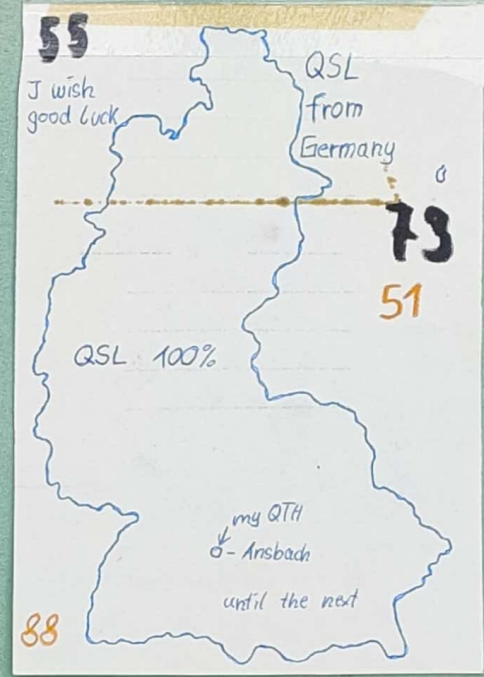 55
J wish
good luck
QSL
from
Germany
73
51
QSL 100%
my QTH
- Ansbach
until the next
88